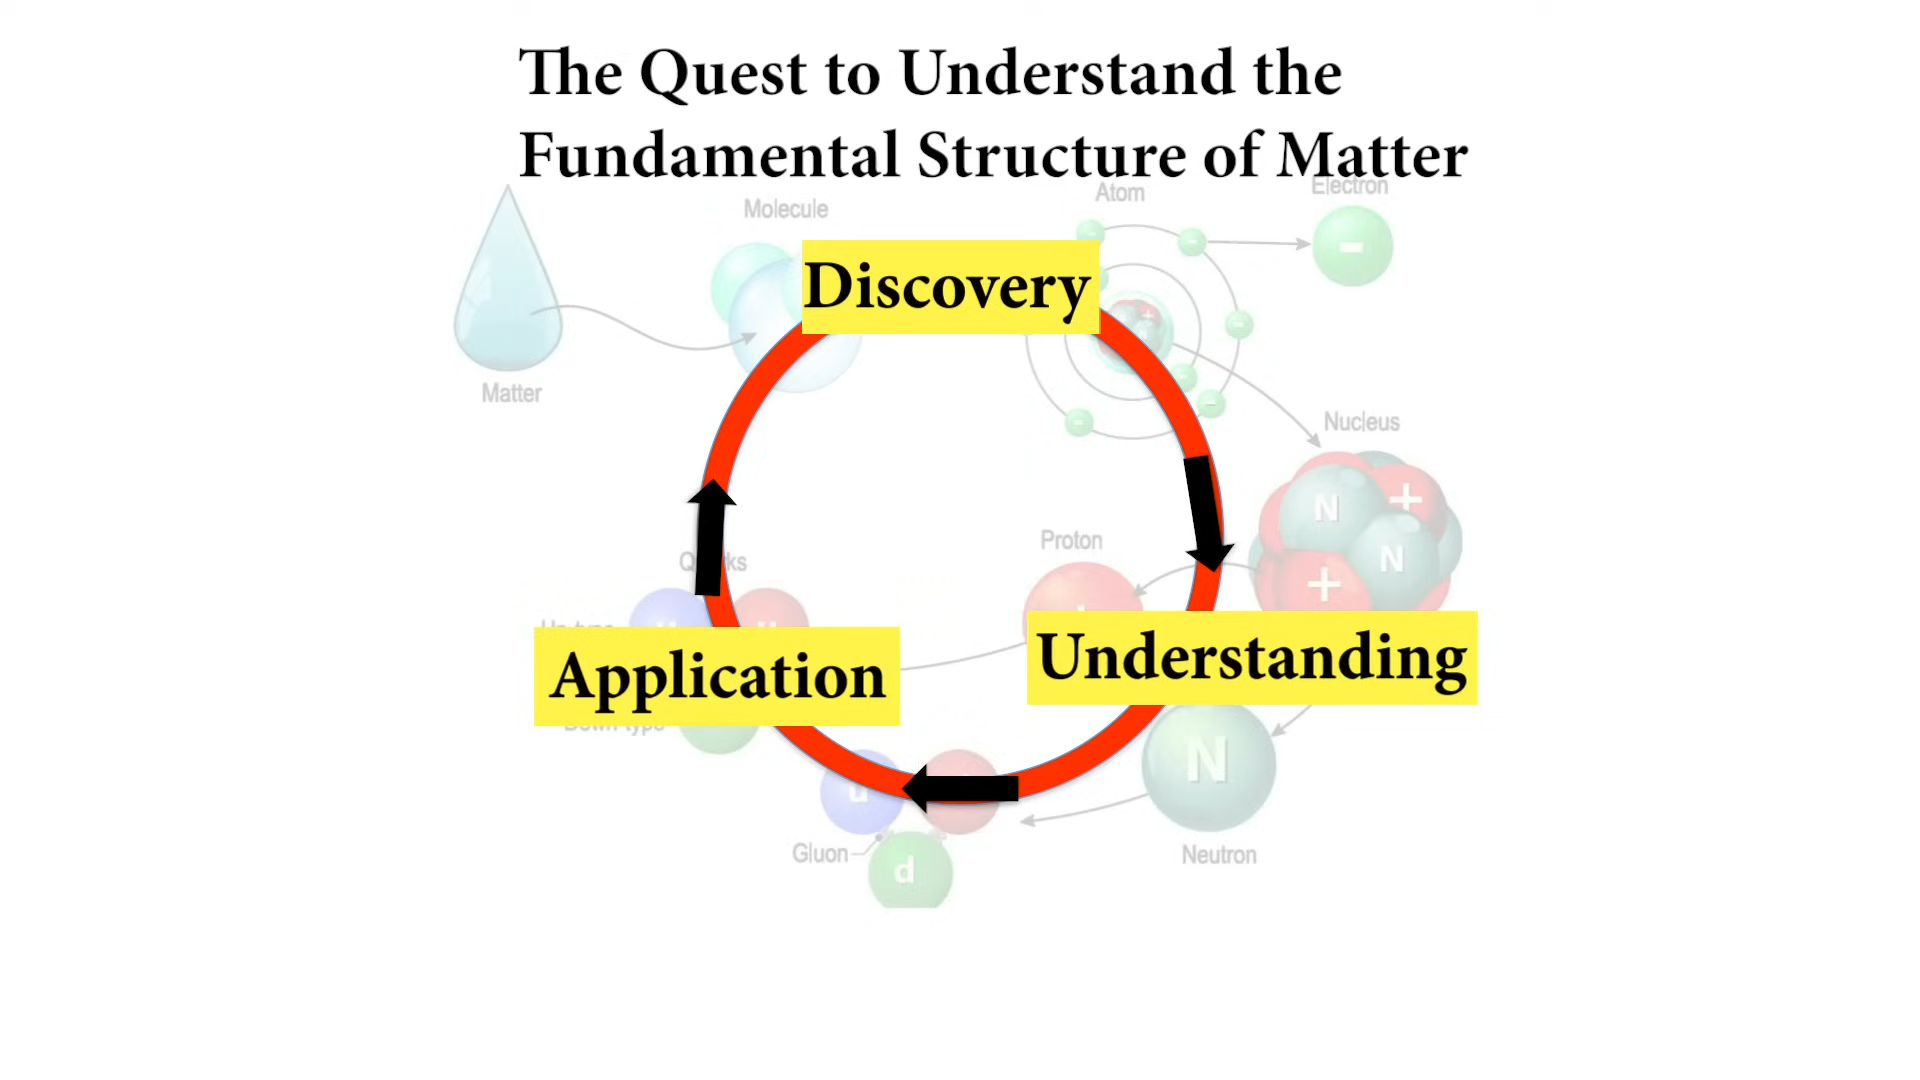 The Quest to Understand the
Fundamental Structure of Matter
Molecule
Atom
Electron
-
Discovery
Matter
Nucleus
N
+
N
+
Proton
Application
Understanding
N
u
Gluon
d
Neutron